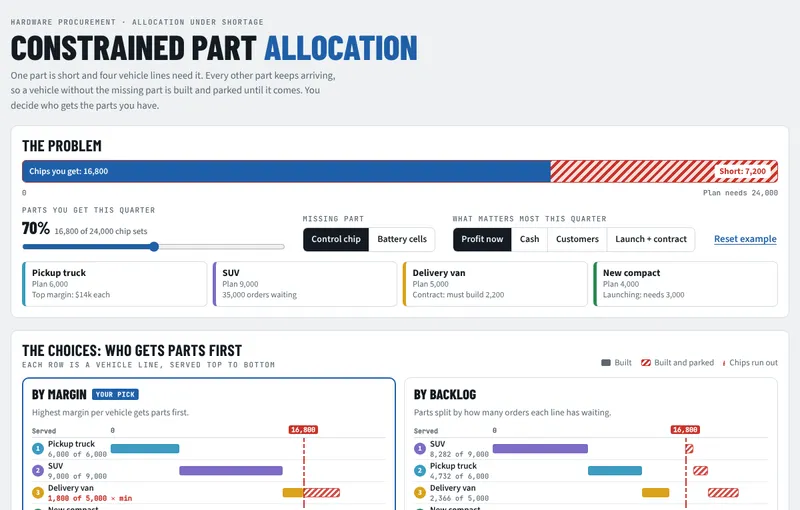 HARDWARE PROCUREMENT · ALLOCATION UNDER SHORTAGE
CONSTRAINED PART ALLOCATION
One part is short and four vehicle lines need it. Every other part keeps arriving,
so a vehicle without the missing part is built and parked until it comes. You
decide who gets the parts you have.
THE PROBLEM
Chips you get: 16,800
Short: 7,200
0
Plan needs 24,000
PARTS YOU GET THIS QUARTER
70% 16,800 of 24,000 chip sets
MISSING PART
Control chip
Battery cells
WHAT MATTERS MOST THIS QUARTER
Profit now
Cash
Customers
Launch + contract
Reset example
Pickup truck
Plan 6,000
Top margin: $14k each
SUV
Plan 9,000
35,000 orders waiting
Delivery van
Plan 5,000
Contract: must build 2,200
New compact
Plan 4,000
Launching: needs 3,000
THE CHOICES: WHO GETS PARTS FIRST
EACH ROW IS A VEHICLE LINE, SERVED TOP TO BOTTOM
Built
Built and parked
Chips run out
BY MARGIN YOUR PICK
Highest margin per vehicle gets parts first.
Served 0 16,800
1 Pickup truck
6,000 of 6,000
2 SUV
9,000 of 9,000
3 Delivery van
1,800 of 5,000 × min
BY BACKLOG
Parts split by how many orders each line has waiting.
Served 0 16,800
1 SUV
8,282 of 9,000
2 Pickup truck
4,732 of 6,000
3 Delivery van
2,366 of 5,000